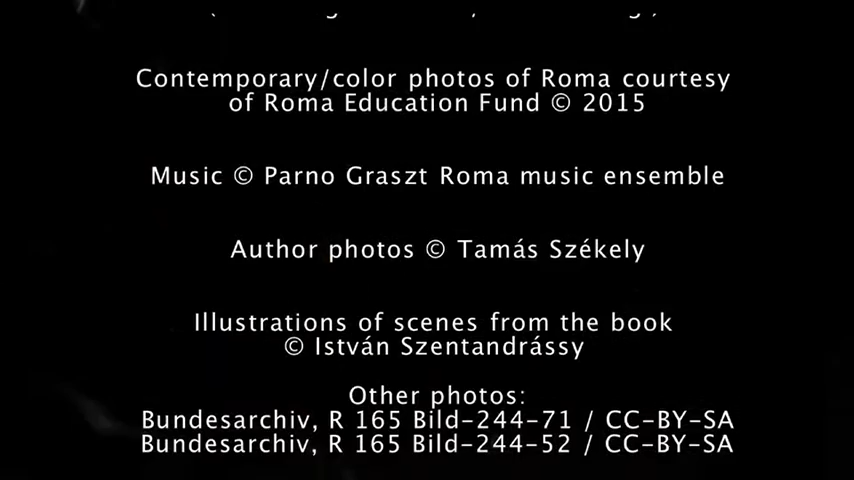 Contemporary/color photos of Roma courtesy
of Roma Education Fund © 2015
Music © Parno Graszt Roma music ensemble
Author photos © Tamás Székely
Illustrations of scenes from the book
© István Szentandrássy
Other photos:
Bundesarchiv, R 165 Bild-244-71 / CC-BY-SA
Bundesarchiv, R 165 Bild-244-52 / CC-BY-SA